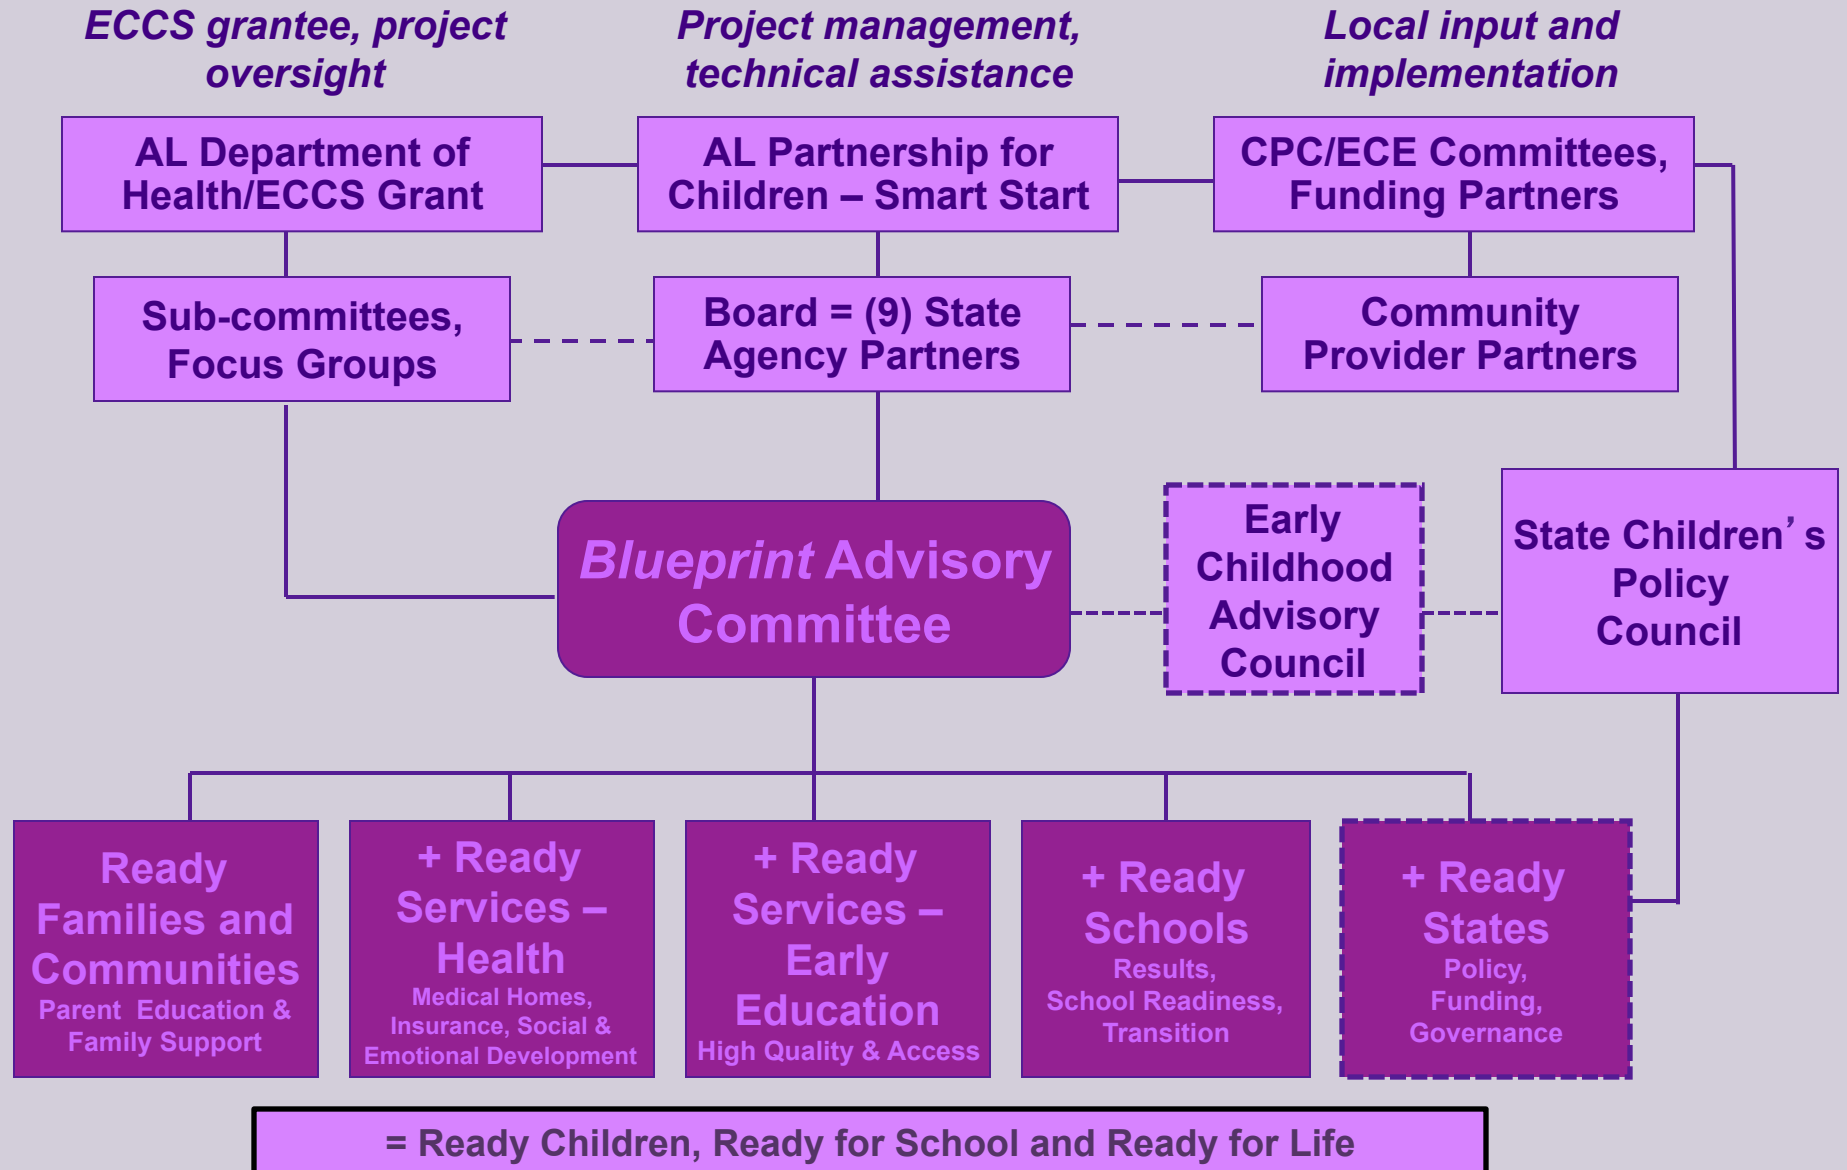 ECCS grantee, project
oversight
Project management,
technical assistance
Local input and
implementation
AL Department of
Health/ECCS Grant
AL Partnership for
Children – Smart Start
CPC/ECE Committees,
Funding Partners
Sub-committees,
Focus Groups
Board = (9) State
Agency Partners
Community
Provider Partners
Blueprint Advisory
Committee
Early
Childhood
Advisory
Council
State Children’s
Policy
Council
Ready
Families and
Communities
Parent Education &
Family Support
+ Ready
Services –
Health
Medical Homes,
Insurance, Social &
Emotional Development
+ Ready
Services –
Early
Education
High Quality & Access
+ Ready
Schools
Results,
School Readiness,
Transition
+ Ready
States
Policy,
Funding,
Governance
= Ready Children, Ready for School and Ready for Life